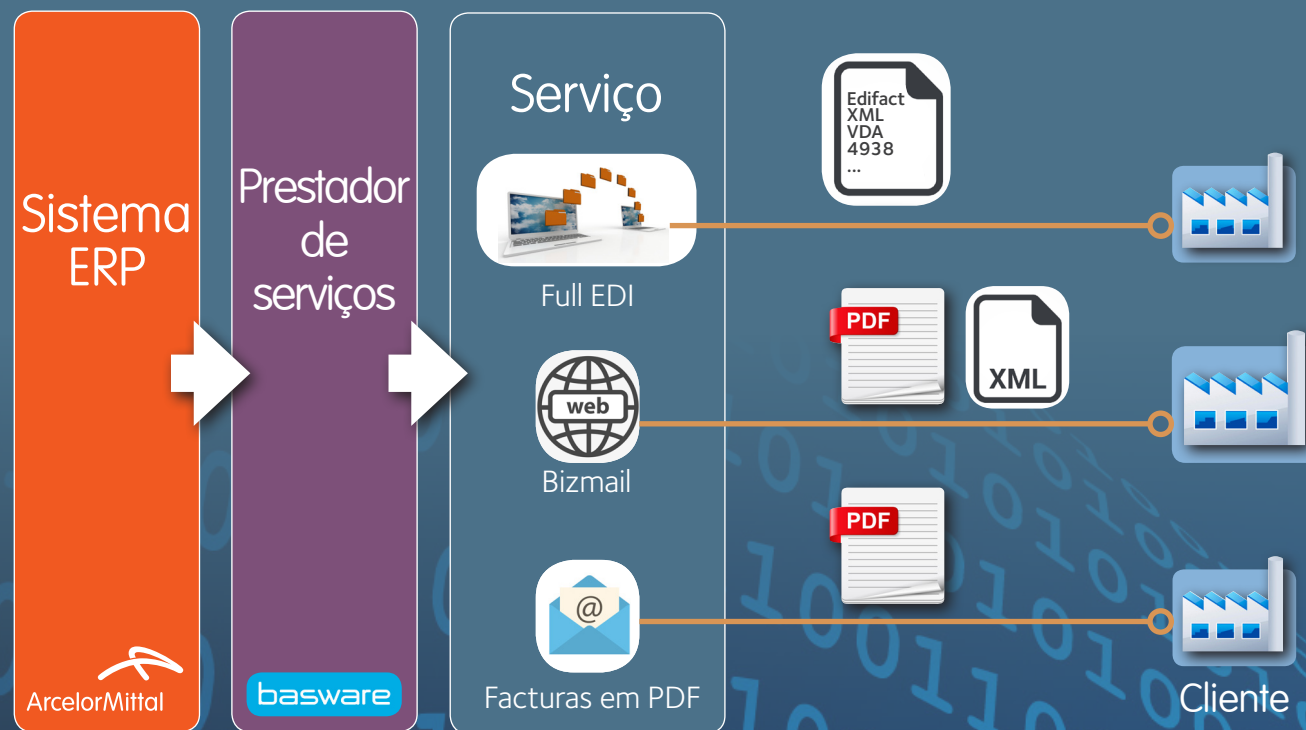 Sistema
ERP
ArcelorMittal
Prestador
de
serviços
basware
Serviço
Full EDI
web
Bizmail
@
Facturas em PDF
Edifact
XML
VDA
4938
...
PDF
XML
PDF
Cliente